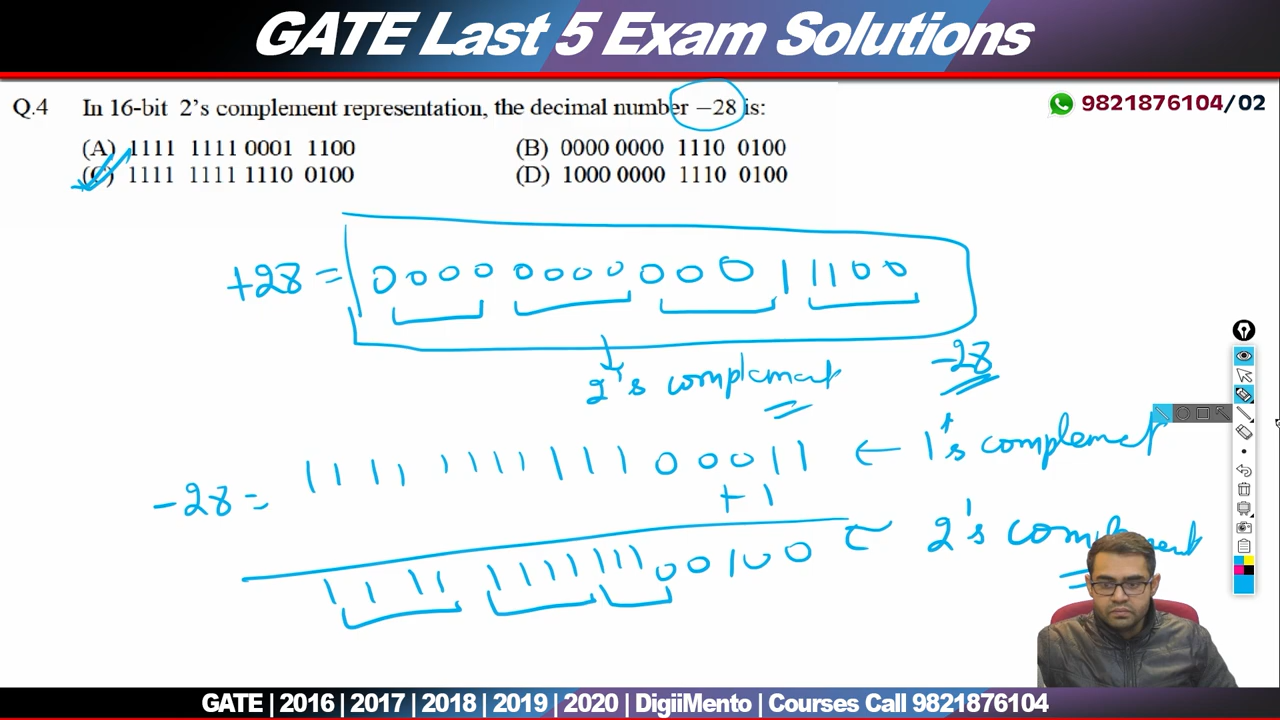 GATE Last 5 Exam Solutions
Q.4 In 16-bit 2’s complement representation, the decimal number −28 is:
9821876104/02
(A) 1111 1111 0001 1100 (B) 0000 0000 1110 0100
(C) 1111 1111 1110 0100 (D) 1000 0000 1110 0100
+28 = 0000 0000 0001 1100
2's complement
-28
1111 1111 1110 0011 ← 1's complement
-28 =
+ 1
1111 1111 1110 0100 ← 2's complement
GATE | 2016 | 2017 | 2018 | 2019 | 2020 | DigiiMento | Courses Call 9821876104